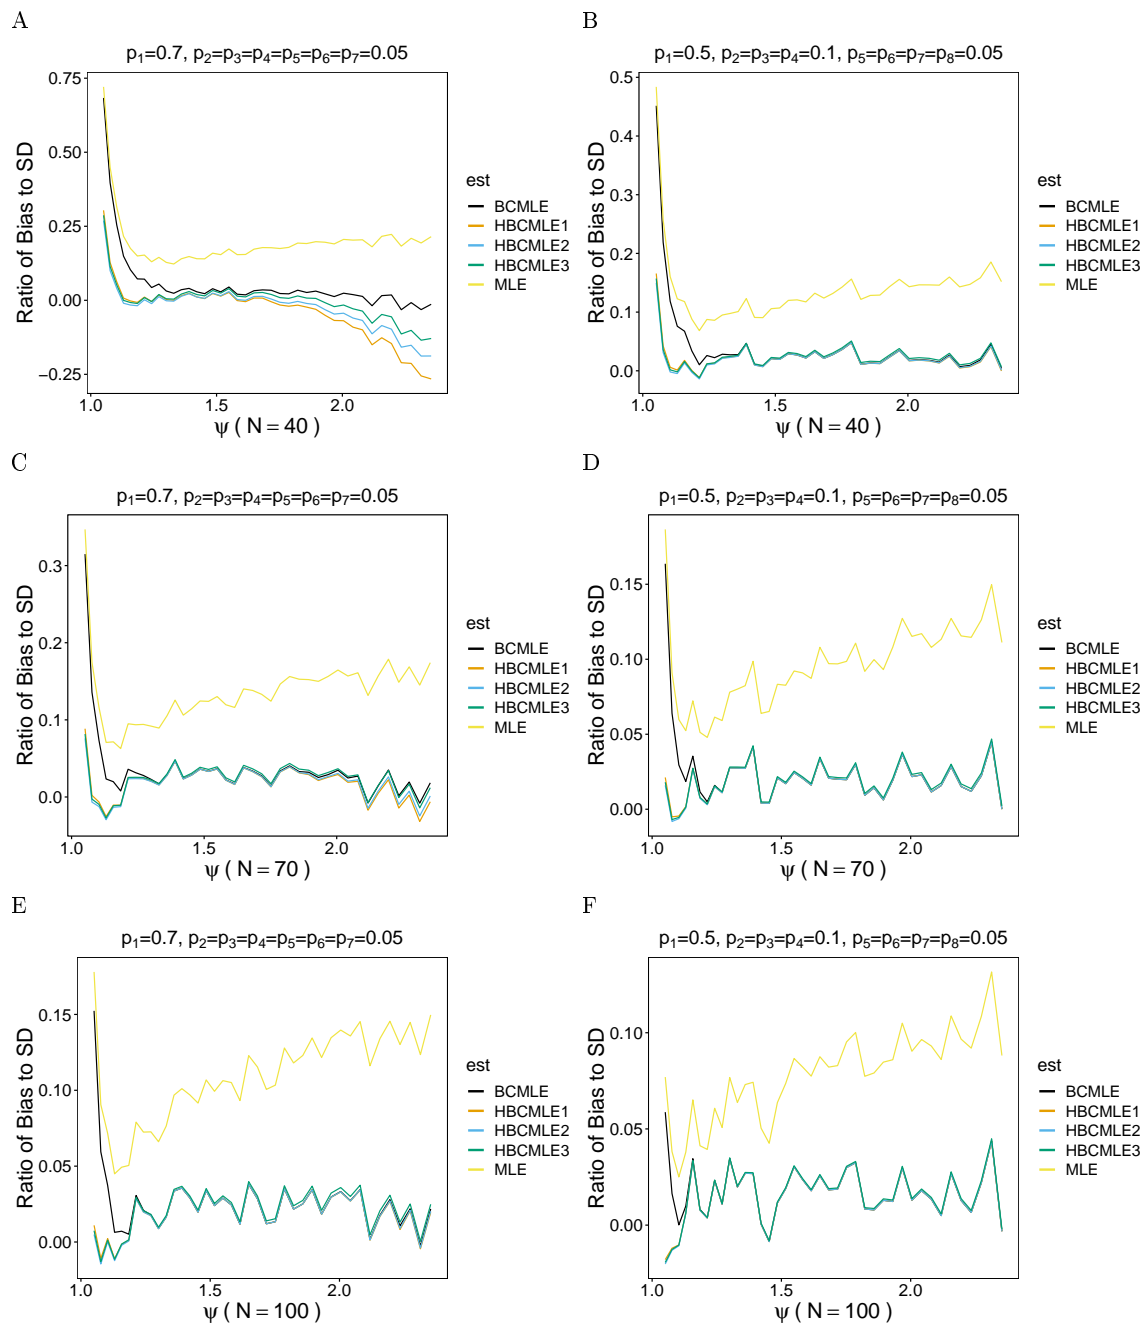 A
p₁=0.7, p₂=p₃=p₄=p₅=p₆=p₇=0.05
0.75
0.50
0.25
0.00
−0.25
Ratio of Bias to SD
1.0 1.5 2.0
ψ ( N = 40 )
est
BCMLE
HBCMLE1
HBCMLE2
HBCMLE3
MLE
B
p₁=0.5, p₂=p₃=p₄=0.1, p₅=p₆=p₇=p₈=0.05
0.5
0.4
0.3
0.2
0.1
0.0
Ratio of Bias to SD
1.0 1.5 2.0
ψ ( N = 40 )
est
BCMLE
HBCMLE1
HBCMLE2
HBCMLE3
MLE
C
p₁=0.7, p₂=p₃=p₄=p₅=p₆=p₇=0.05
0.3
0.2
0.1
0.0
Ratio of Bias to SD
1.0 1.5 2.0
ψ ( N = 70 )
est
BCMLE
HBCMLE1
HBCMLE2
HBCMLE3
MLE
D
p₁=0.5, p₂=p₃=p₄=0.1, p₅=p₆=p₇=p₈=0.05
0.15
0.10
0.05
0.00
Ratio of Bias to SD
1.0 1.5 2.0
ψ ( N = 70 )
est
BCMLE
HBCMLE1
HBCMLE2
HBCMLE3
MLE
E
p₁=0.7, p₂=p₃=p₄=p₅=p₆=p₇=0.05
0.15
0.10
0.05
0.00
Ratio of Bias to SD
1.0 1.5 2.0
ψ ( N = 100 )
est
BCMLE
HBCMLE1
HBCMLE2
HBCMLE3
MLE
F
p₁=0.5, p₂=p₃=p₄=0.1, p₅=p₆=p₇=p₈=0.05
0.10
0.05
0.00
Ratio of Bias to SD
1.0 1.5 2.0
ψ ( N = 100 )
est
BCMLE
HBCMLE1
HBCMLE2
HBCMLE3
MLE